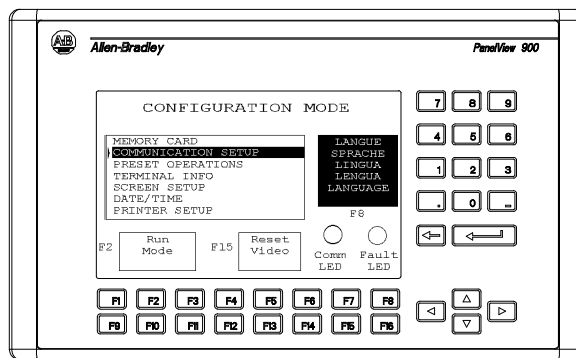 AB
Allen-Bradley
PanelView 900
CONFIGURATION MODE
MEMORY CARD
COMMUNICATION SETUP
PRESET OPERATIONS
TERMINAL INFO
SCREEN SETUP
DATE/TIME
PRINTER SETUP
LANGUE
SPRACHE
LINGUA
LENGUA
LANGUAGE
F8
F2
Run
Mode
F15
Reset
Video
Comm
LED
Fault
LED
7 8 9
4 5 6
1 2 3
. 0 -
F1 F2 F3 F4 F5 F6 F7 F8
F9 F10 F11 F12 F13 F14 F15 F16